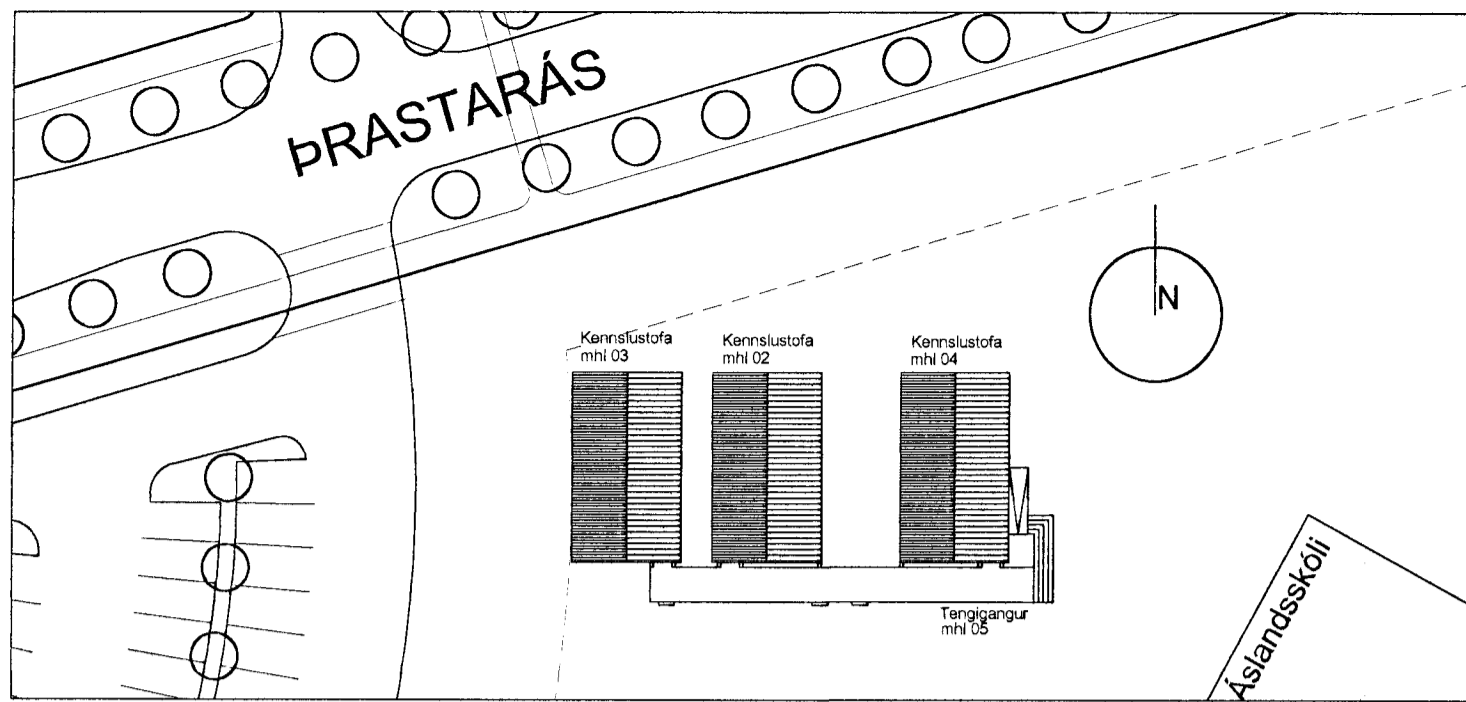 ÞRASTARÁS
N
Kennslustofa
mhl 03
Kennslustofa
mhl 02
Kennslustofa
mhl 04
Tengigangur
mhl 05
Áslandsskóli